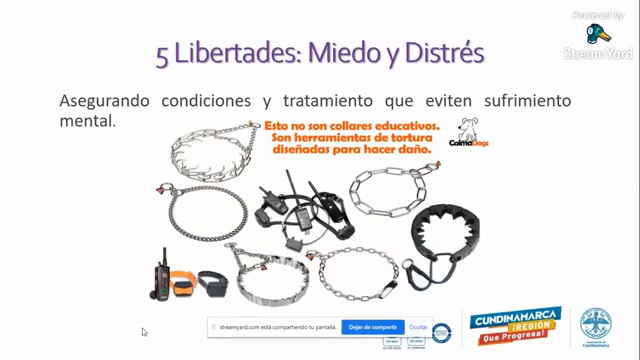 Powered by
StreamYard
5 Libertades: Miedo y Distrés
Asegurando condiciones y tratamiento que eviten sufrimiento
mental.
Esto no son collares educativos.
Son herramientas de tortura
diseñadas para hacer daño.
CalmaDogs
streamyard.com está compartiendo tu pantalla.
Dejar de compartir
Ocultar
CUNDINAMARCA
¡REGIÓN
Que Progresa!
Cundinamarca